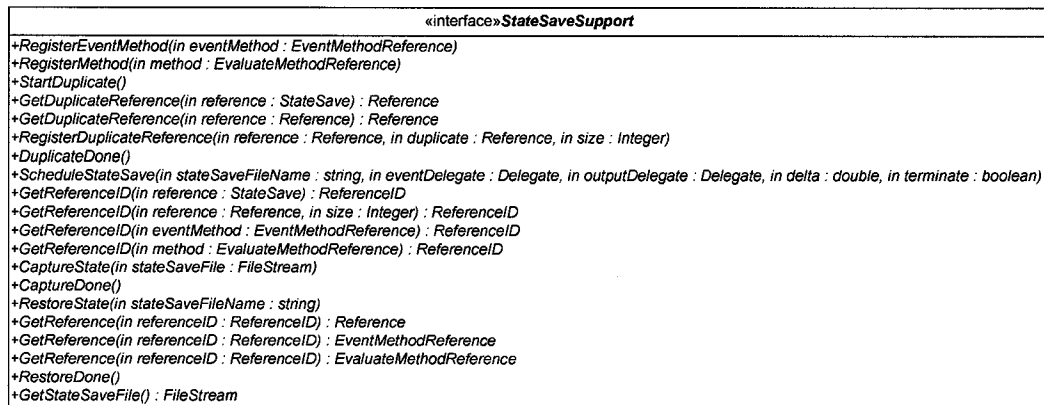 «interface»StateSaveSupport
+RegisterEventMethod(in eventMethod : EventMethodReference)
+RegisterMethod(in method : EvaluateMethodReference)
+StartDuplicate()
+GetDuplicateReference(in reference : StateSave) : Reference
+GetDuplicateReference(in reference : Reference) : Reference
+RegisterDuplicateReference(in reference : Reference, in duplicate : Reference, in size : Integer)
+DuplicateDone()
+ScheduleStateSave(in stateSaveFileName : string, in eventDelegate : Delegate, in outputDelegate : Delegate, in delta : double, in terminate : boolean)
+GetReferenceID(in reference : StateSave) : ReferenceID
+GetReferenceID(in reference : Reference, in size : Integer) : ReferenceID
+GetReferenceID(in eventMethod : EventMethodReference) : ReferenceID
+GetReferenceID(in method : EvaluateMethodReference) : ReferenceID
+CaptureState(in stateSaveFile : FileStream)
+CaptureDone()
+RestoreState(in stateSaveFileName : string)
+GetReference(in referenceID : ReferenceID) : Reference
+GetReference(in referenceID : ReferenceID) : EventMethodReference
+GetReference(in referenceID : ReferenceID) : EvaluateMethodReference
+RestoreDone()
+GetStateSaveFile() : FileStream